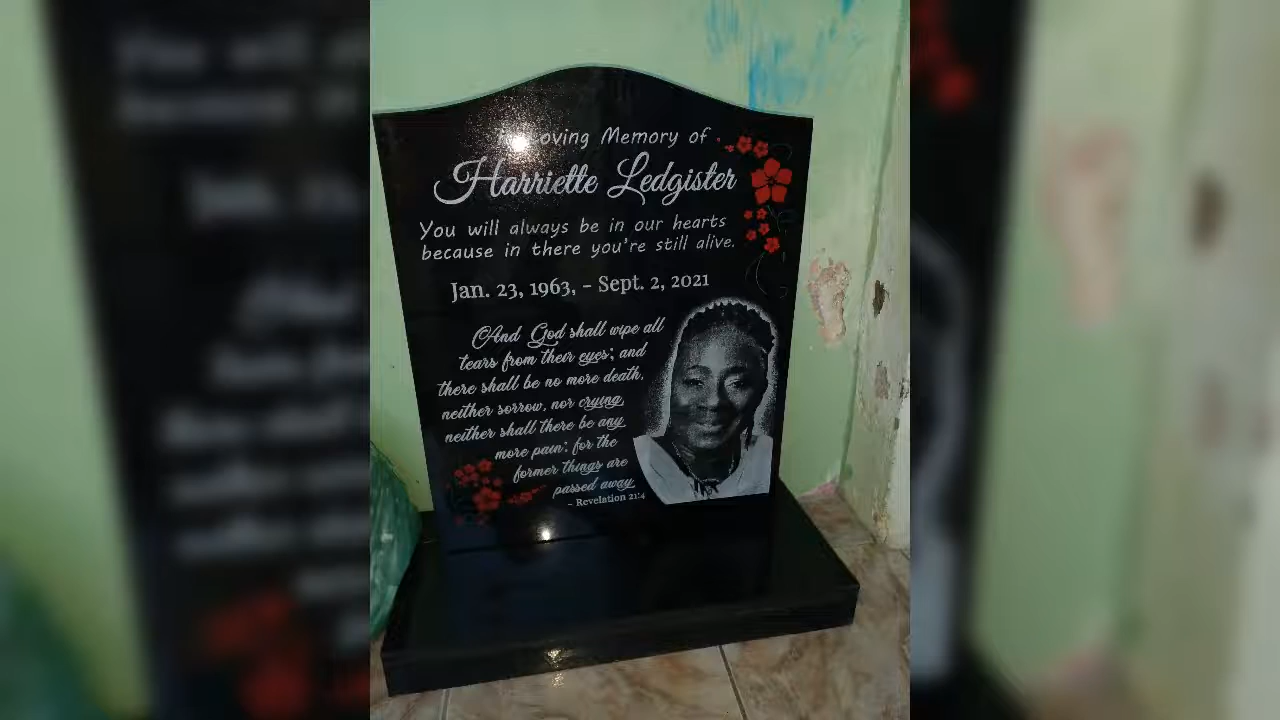 In Loving Memory of
Harriette Ledgister
You will always be in our hearts
because in there you're still alive.
Jan. 23, 1963, - Sept. 2, 2021
And God shall wipe all
tears from their eyes; and
there shall be no more death,
neither sorrow, nor crying,
neither shall there be any
more pain; for the
former things are
passed away
- Revelation 21:4